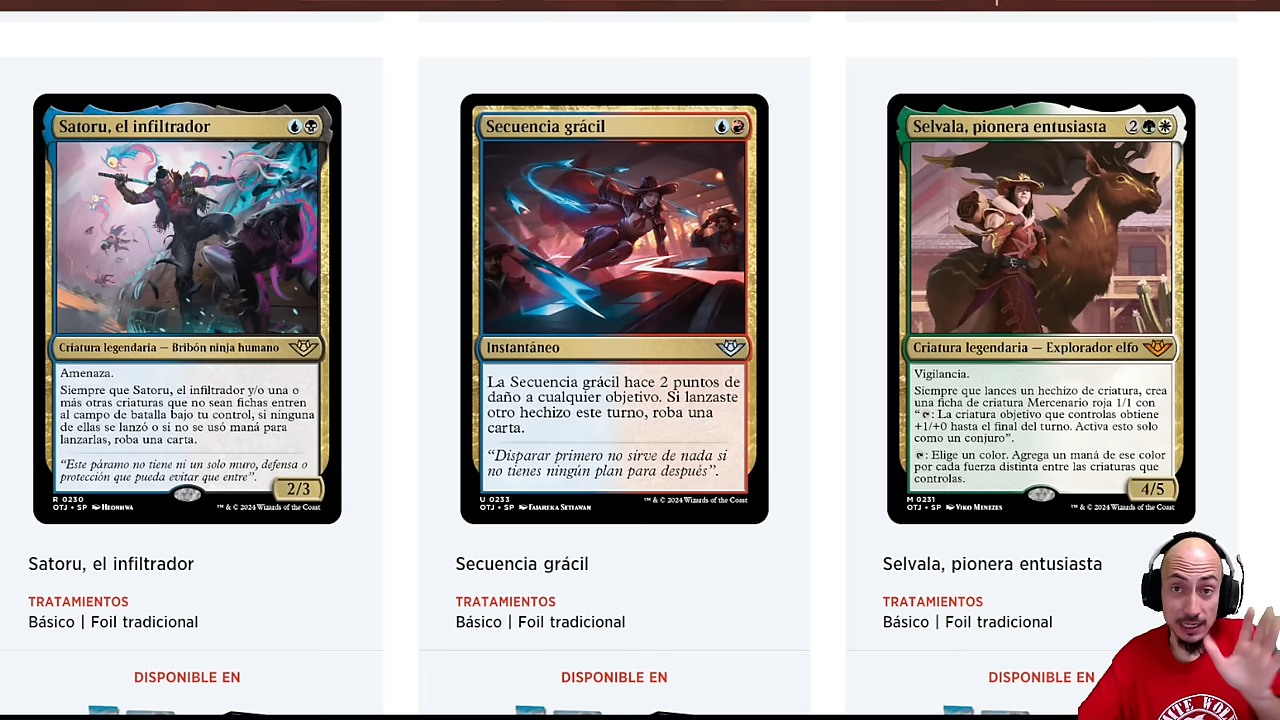 Satoru, el infiltrador
Criatura legendaria — Bribón ninja humano
Amenaza.
Siempre que Satoru, el infiltrador y/o una o
más otras criaturas que no sean fichas entren
al campo de batalla bajo tu control, si ninguna
de ellas se lanzó o si no se usó maná para
lanzarlas, roba una carta.
“Este páramo no tiene ni un solo muro, defensa o
protección que pueda evitar que entre”.
2/3
R 0230
OTJ • SP HEONHWA
™ & © 2024 Wizards of the Coast
Secuencia grácil
Instantáneo
La Secuencia grácil hace 2 puntos de
daño a cualquier objetivo. Si lanzaste
otro hechizo este turno, roba una
carta.
“Disparar primero no sirve de nada si
no tienes ningún plan para después”.
U 0233
OTJ • SP FAJAREKA SETIAWAN
™ & © 2024 Wizards of the Coast
Selvala, pionera entusiasta
2
Criatura legendaria — Explorador elfo
Vigilancia.
Siempre que lances un hechizo de criatura, crea
una ficha de criatura Mercenario roja 1/1 con
“: La criatura objetivo que controlas obtiene
+1/+0 hasta el final del turno. Activa esto solo
como un conjuro”.
: Elige un color. Agrega un maná de ese color
por cada fuerza distinta entre las criaturas que
controlas.
4/5
M 0231
OTJ • SP VIKO MENEZES
™ & © 2024 Wizards of the Coast
Satoru, el infiltrador
TRATAMIENTOS
Básico | Foil tradicional
DISPONIBLE EN
Secuencia grácil
TRATAMIENTOS
Básico | Foil tradicional
DISPONIBLE EN
Selvala, pionera entusiasta
TRATAMIENTOS
Básico | Foil tradicional
DISPONIBLE EN